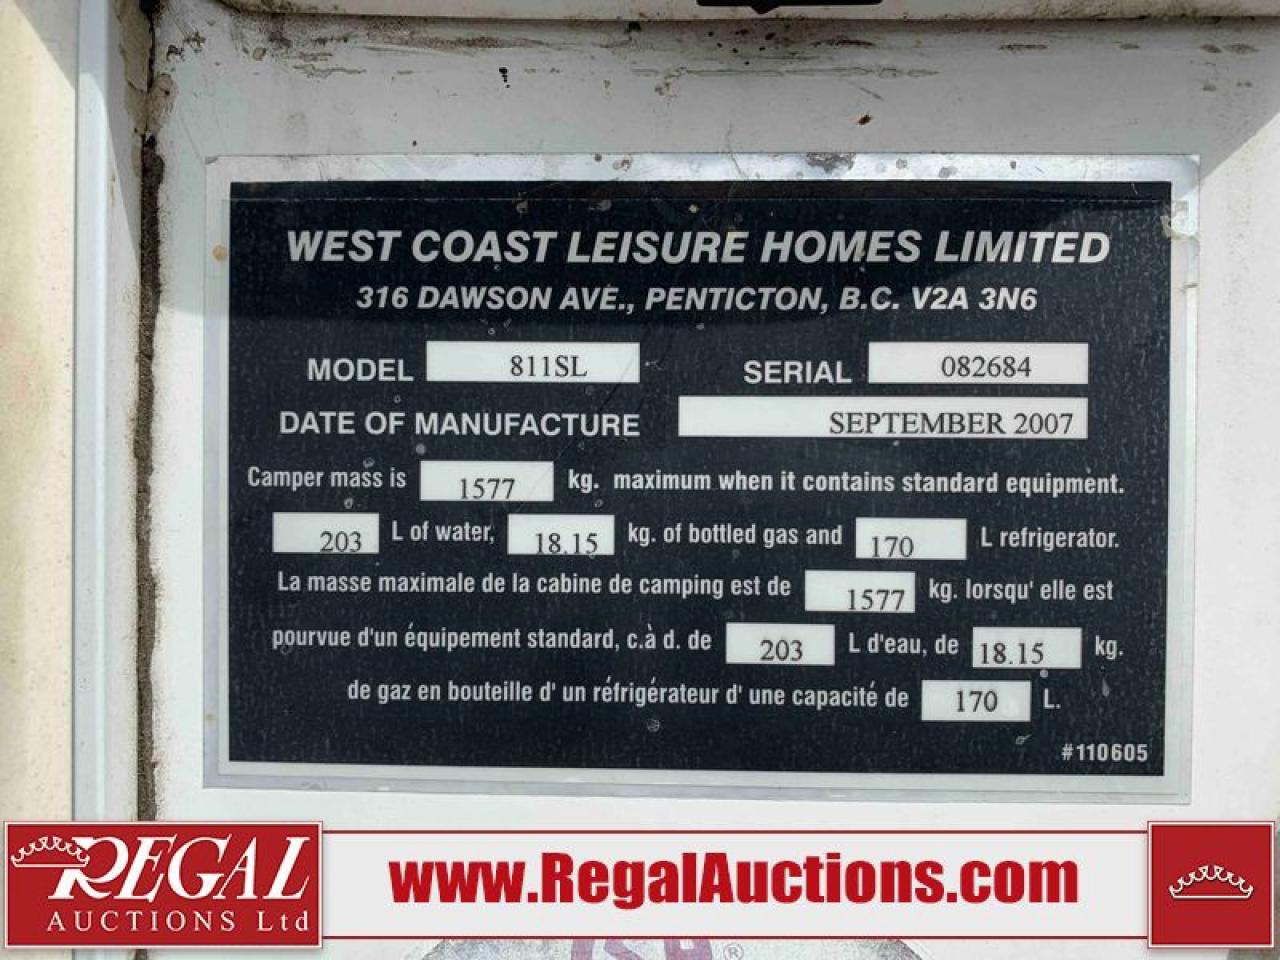 WEST COAST LEISURE HOMES LIMITED
316 DAWSON AVE., PENTICTON, B.C. V2A 3N6
MODEL 811SL SERIAL 082684
DATE OF MANUFACTURE SEPTEMBER 2007
Camper mass is 1577 kg. maximum when it contains standard equipment.
203 L of water, 18.15 kg. of bottled gas and 170 L refrigerator.
La masse maximale de la cabine de camping est de 1577 kg. lorsqu' elle est
pourvue d'un équipement standard, c.à d. de 203 L d'eau, de 18.15 kg.
de gaz en bouteille d' un réfrigérateur d' une capacité de 170 L.
#110605
REGAL
AUCTIONS Ltd
www.RegalAuctions.com